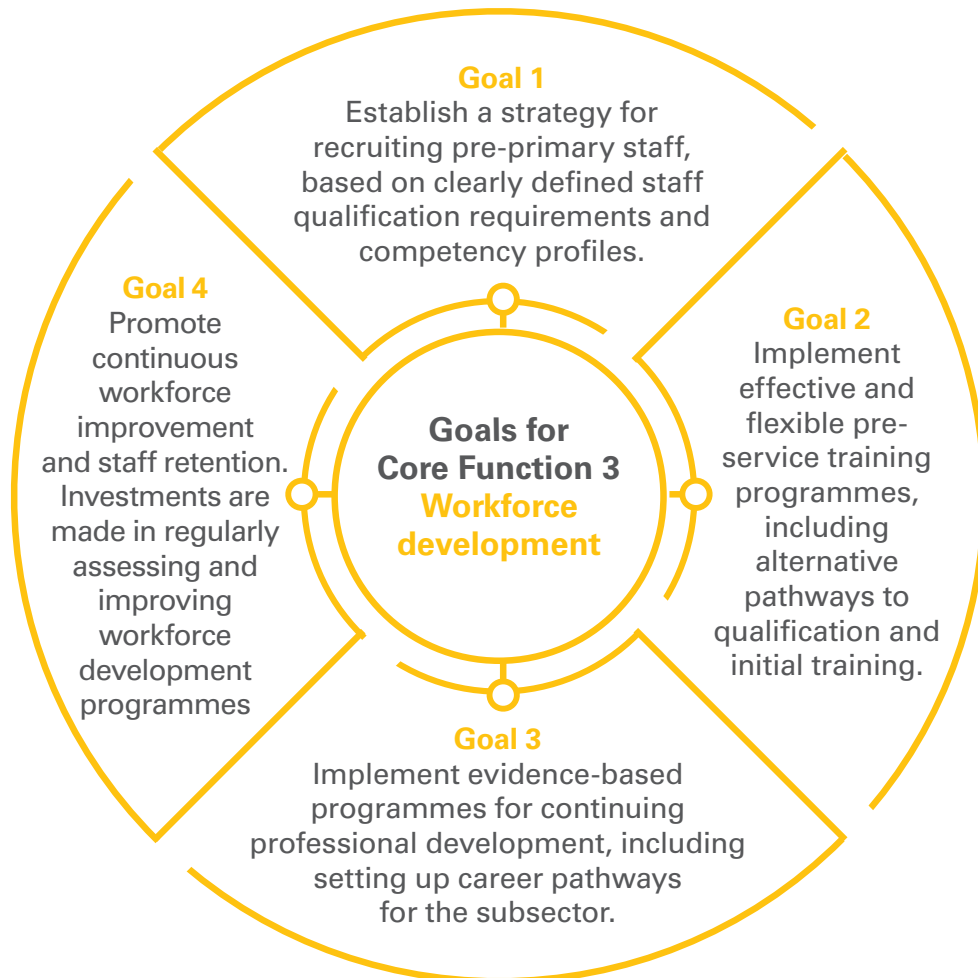 Goal 1
Establish a strategy for
recruiting pre-primary staff,
based on clearly defined staff
qualification requirements and
competency profiles.
Goal 2
Implement
effective and
flexible pre-
service training
programmes,
including
alternative
pathways to
qualification and
initial training.
Goal 3
Implement evidence-based
programmes for continuing
professional development, including
setting up career pathways
for the subsector.
Goal 4
Promote
continuous
workforce
improvement
and staff retention.
Investments are
made in regularly
assessing and
improving
workforce
development
programmes
Goals for
Core Function 3
Workforce
development